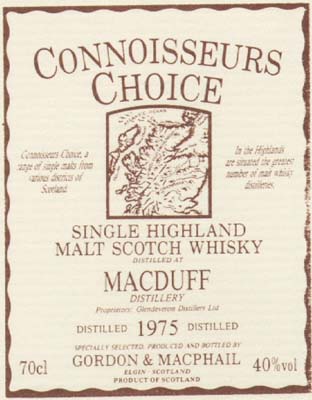 CONNOISSEURS
CHOICE
Connoisseurs Choice, a
range of single malts from
various districts of
Scotland.
In the Highlands
are situated the greatest
number of malt whisky
distilleries.
SINGLE HIGHLAND
MALT SCOTCH WHISKY
DISTILLED AT
MACDUFF
DISTILLERY
Proprietors: Glendeveron Distillers Ltd
DISTILLED 1975 DISTILLED
SPECIALLY SELECTED, PRODUCED AND BOTTLED BY
70cl GORDON & MACPHAIL 40%vol
ELGIN · SCOTLAND
PRODUCT OF SCOTLAND